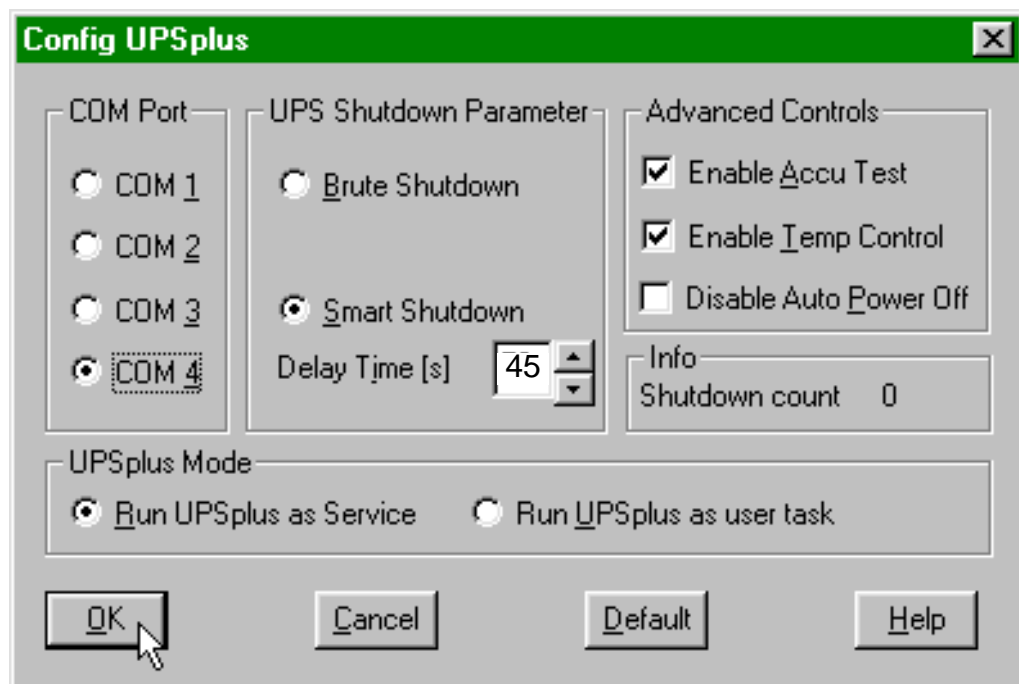 Config UPSplus
COM Port
COM 1
COM 2
COM 3
COM 4
UPS Shutdown Parameter
Brute Shutdown
Smart Shutdown
Delay Time [s] 45
Advanced Controls
Enable Accu Test
Enable Temp Control
Disable Auto Power Off
Info
Shutdown count 0
UPSplus Mode
Run UPSplus as Service
Run UPSplus as user task
OK
Cancel
Default
Help